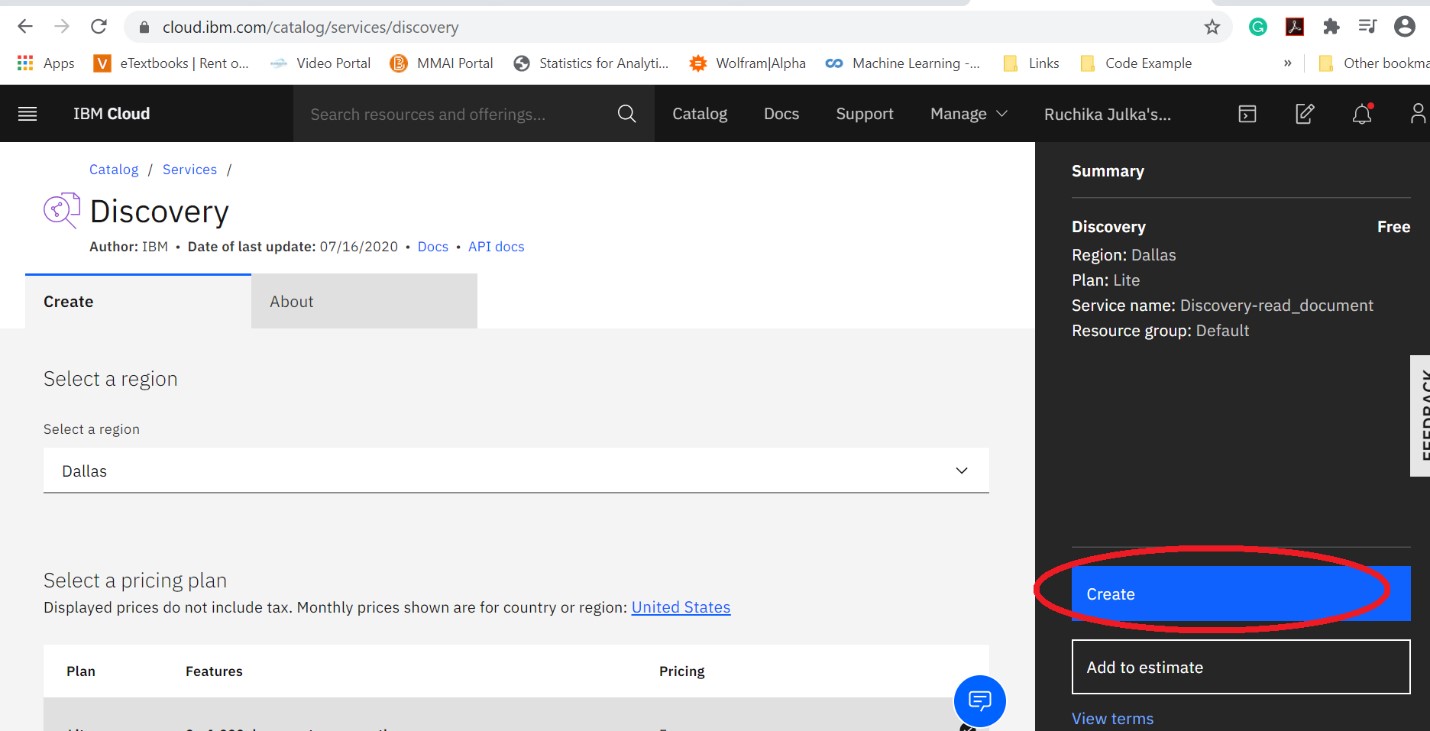 cloud.ibm.com/catalog/services/discovery
Apps eTextbooks | Rent o... Video Portal MMAI Portal Statistics for Analyti... Wolfram|Alpha Machine Learning -... Links Code Example » Other bookma
IBM Cloud Search resources and offerings... Catalog Docs Support Manage Ruchika Julka's...
Catalog / Services /
Discovery
Author: IBM • Date of last update: 07/16/2020 • Docs • API docs
Create About
Select a region
Select a region
Dallas
Select a pricing plan
Displayed prices do not include tax. Monthly prices shown are for country or region: United States
Plan Features Pricing
Summary
Discovery Free
Region: Dallas
Plan: Lite
Service name: Discovery-read_document
Resource group: Default
FEEDBACK
Create
Add to estimate
View terms